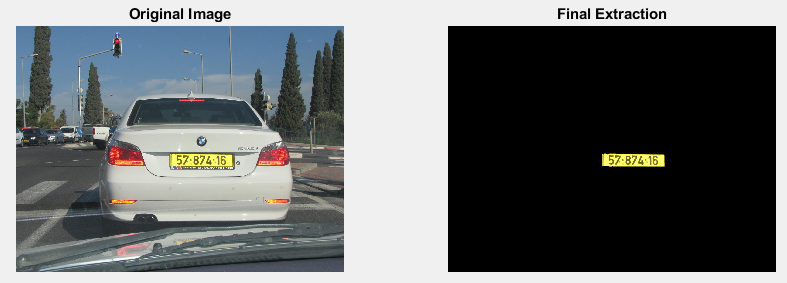 Original Image
Final Extraction
57-874-16
57-874-16